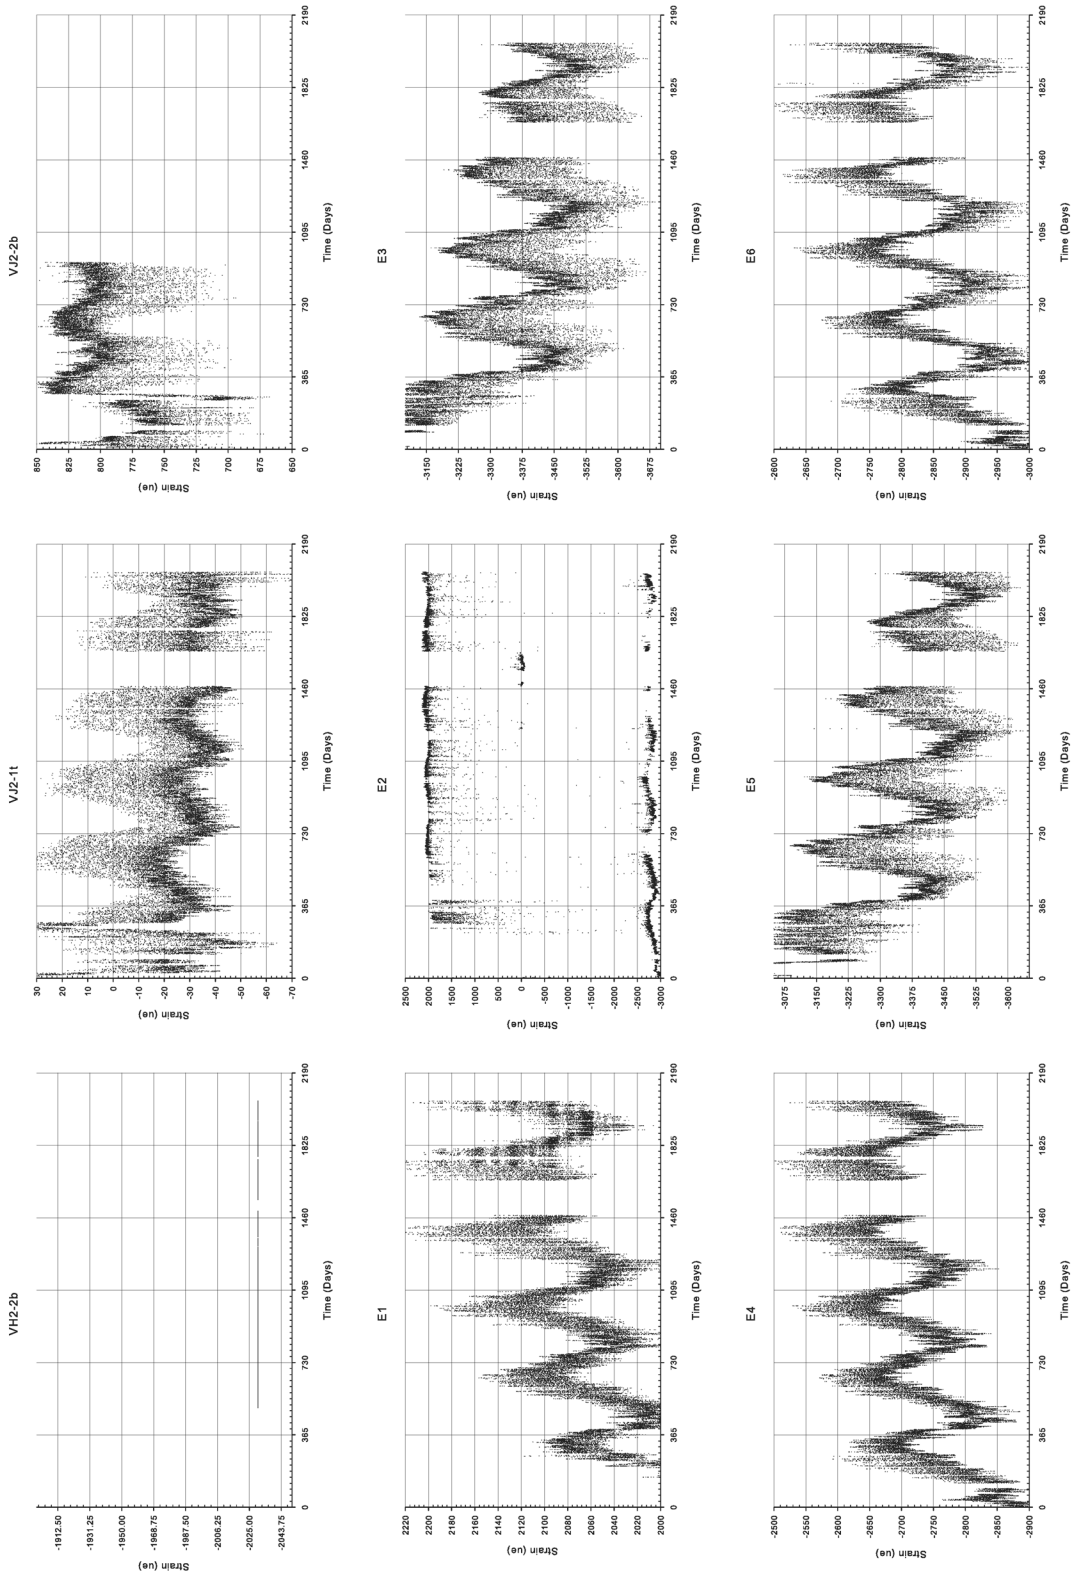 VH2-2b
Strain (ue)
-1912.50
-1931.25
-1950.00
-1968.75
-1987.50
-2006.25
-2025.00
-2043.75
0 365 730 1095 1460 1825 2190
Time (Days)
VJ2-1t
Strain (ue)
30
20
10
0
-10
-20
-30
-40
-50
-60
-70
0 365 730 1095 1460 1825 2190
Time (Days)
VJ2-2b
Strain (ue)
850
825
800
775
750
725
700
675
650
0 365 730 1095 1460 1825 2190
Time (Days)
E1
Strain (ue)
2220
2200
2180
2160
2140
2120
2100
2080
2060
2040
2020
2000
0 365 730 1095 1460 1825 2190
Time (Days)
E2
Strain (ue)
2500
2000
1500
1000
500
0
-500
-1000
-1500
-2000
-2500
-3000
0 365 730 1095 1460 1825 2190
Time (Days)
E3
Strain (ue)
-3150
-3225
-3300
-3375
-3450
-3525
-3600
-3675
0 365 730 1095 1460 1825 2190
Time (Days)
E4
Strain (ue)
-2500
-2550
-2600
-2650
-2700
-2750
-2800
-2850
-2900
0 365 730 1095 1460 1825 2190
Time (Days)
E5
Strain (ue)
-3075
-3150
-3225
-3300
-3375
-3450
-3525
-3600
0 365 730 1095 1460 1825 2190
Time (Days)
E6
Strain (ue)
-2600
-2650
-2700
-2750
-2800
-2850
-2900
-2950
-3000
0 365 730 1095 1460 1825 2190
Time (Days)